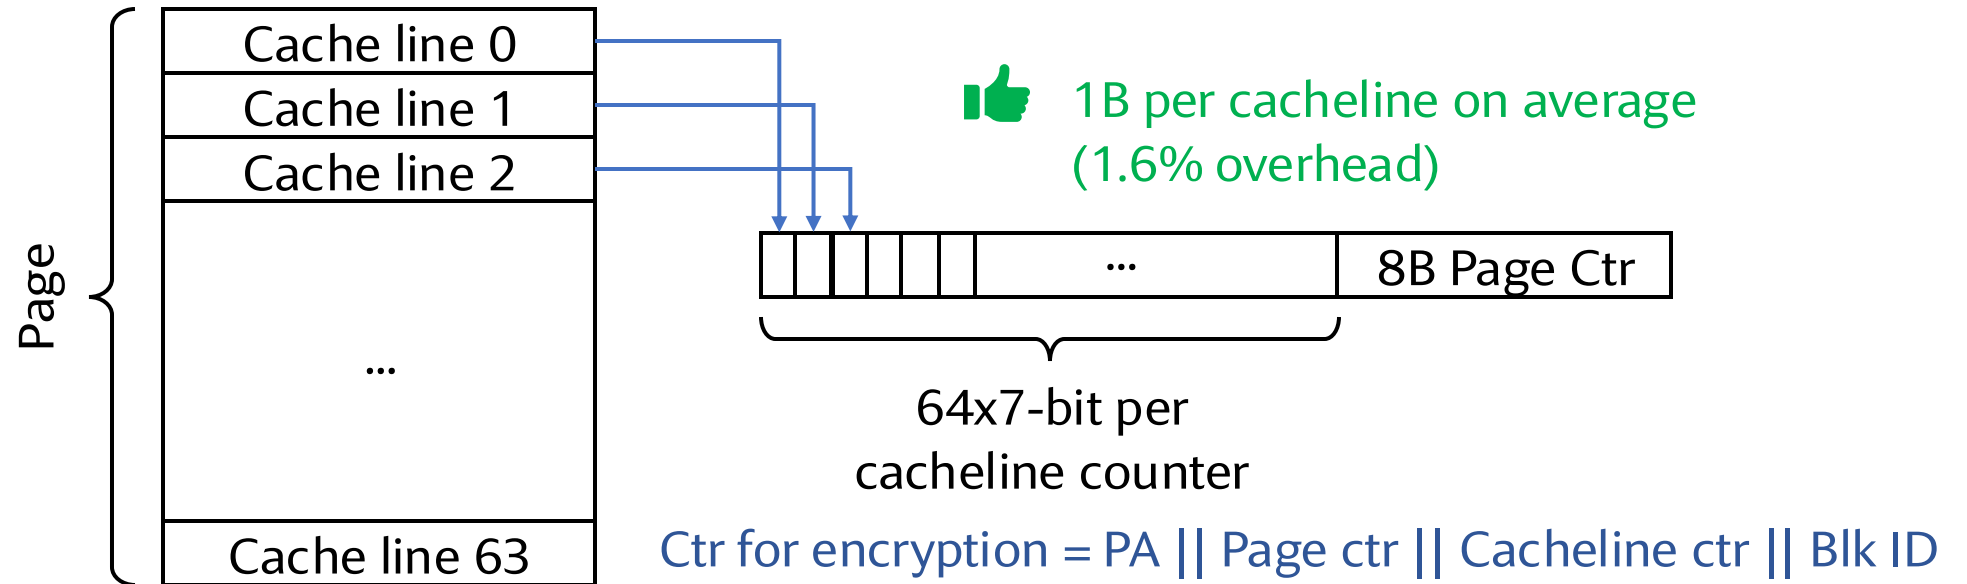 Page
Cache line 0
Cache line 1
Cache line 2
...
Cache line 63
1B per cacheline on average
(1.6% overhead)
...
8B Page Ctr
64x7-bit per
cacheline counter
Ctr for encryption = PA || Page ctr || Cacheline ctr || Blk ID